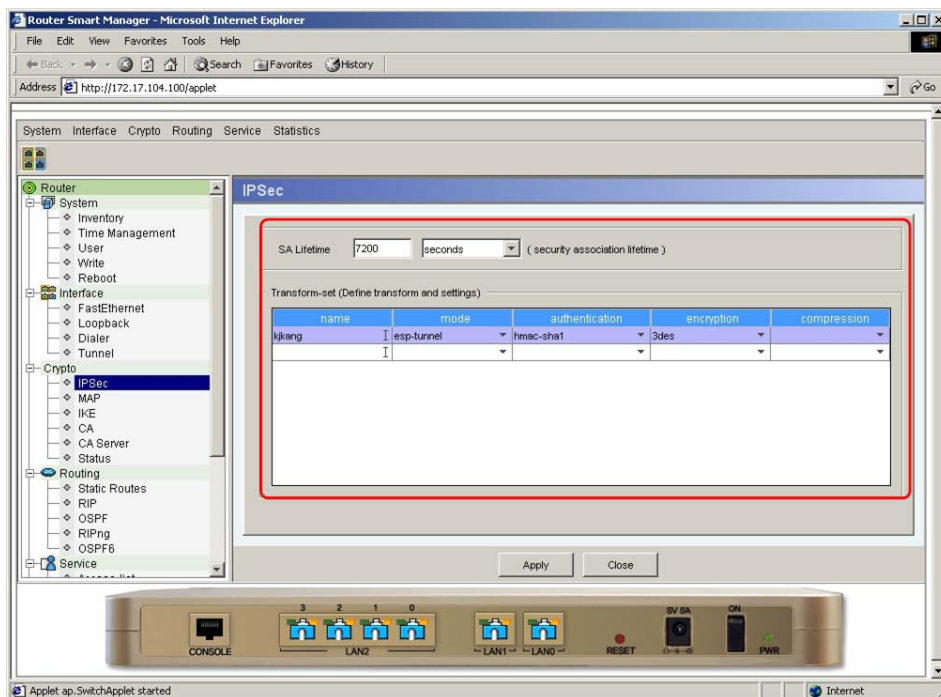 Router Smart Manager - Microsoft Internet Explorer
File Edit View Favorites Tools Help
Back Search Favorites History
Address http://172.17.104.100/applet Go
System Interface Crypto Routing Service Statistics
Router
System
Inventory
Time Management
User
Write
Reboot
Interface
FastEthernet
Loopback
Dialer
Tunnel
Crypto
IPSec
MAP
IKE
CA
CA Server
Status
Routing
Static Routes
RIP
OSPF
RIPng
OSPF6
Service
IPSec
SA Lifetime 7200 seconds ( security association lifetime )
Transform-set (Define transform and settings)
name mode authentication encryption compression
kjkang esp-tunnel hmac-sha1 3des
Apply Close
3 2 1 0 5V 5A ON
CONSOLE LAN2 LAN1 LAN0 RESET PWR
Applet ap.SwitchApplet started Internet